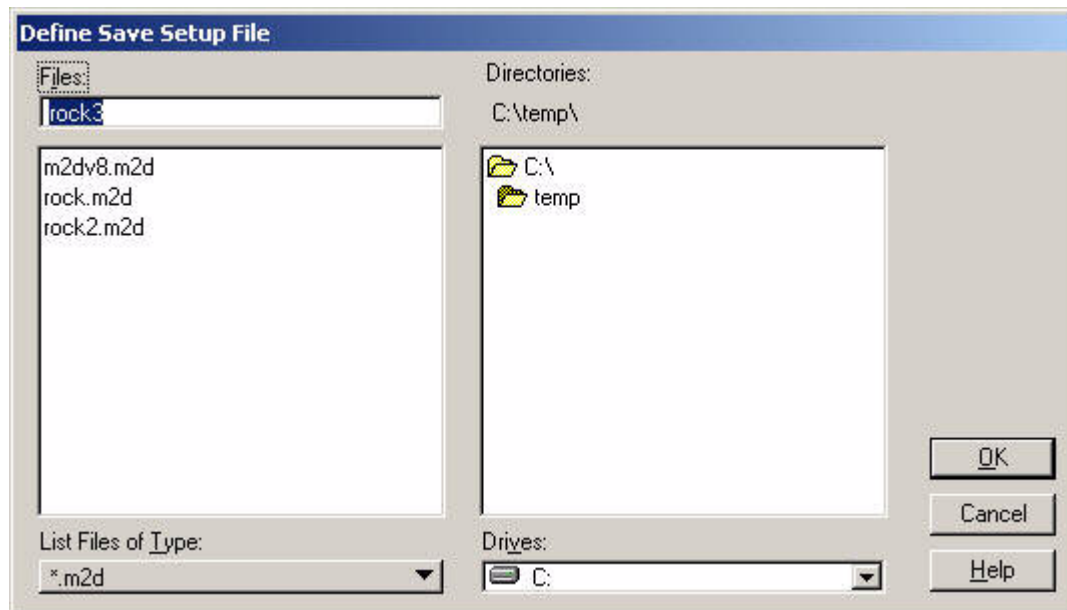 Define Save Setup File
Files:
rock3
m2dv8.m2d
rock.m2d
rock2.m2d
List Files of Type:
*.m2d
Directories:
C:\temp\
C:\
temp
Drives:
C:
OK
Cancel
Help